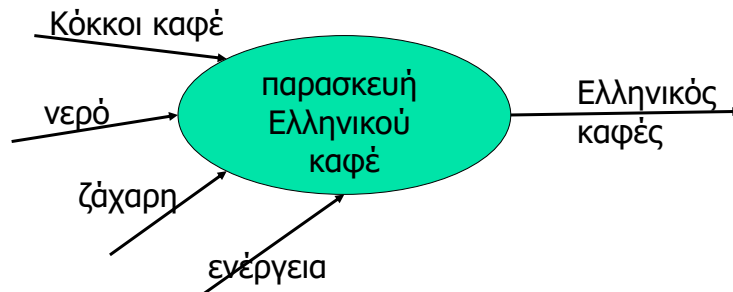 Κόκκοι καφέ
νερό
ζάχαρη
ενέργεια
παρασκευή
Ελληνικού
καφέ
Ελληνικός
καφές